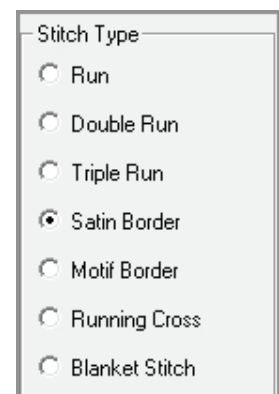 Stitch Type
Run
Double Run
Triple Run
Satin Border
Motif Border
Running Cross
Blanket Stitch